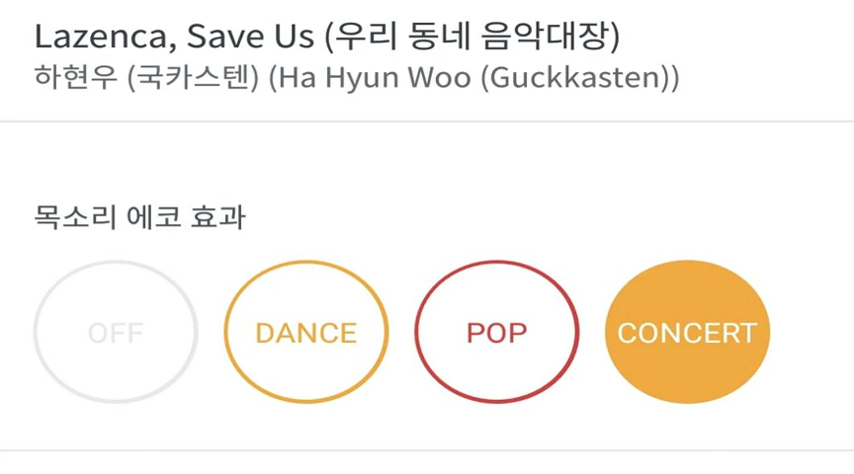 Lazenca, Save Us (우리 동네 음악대장)
하현우 (국카스텐) (Ha Hyun Woo (Guckkasten))
목소리 에코 효과
OFF DANCE POP CONCERT